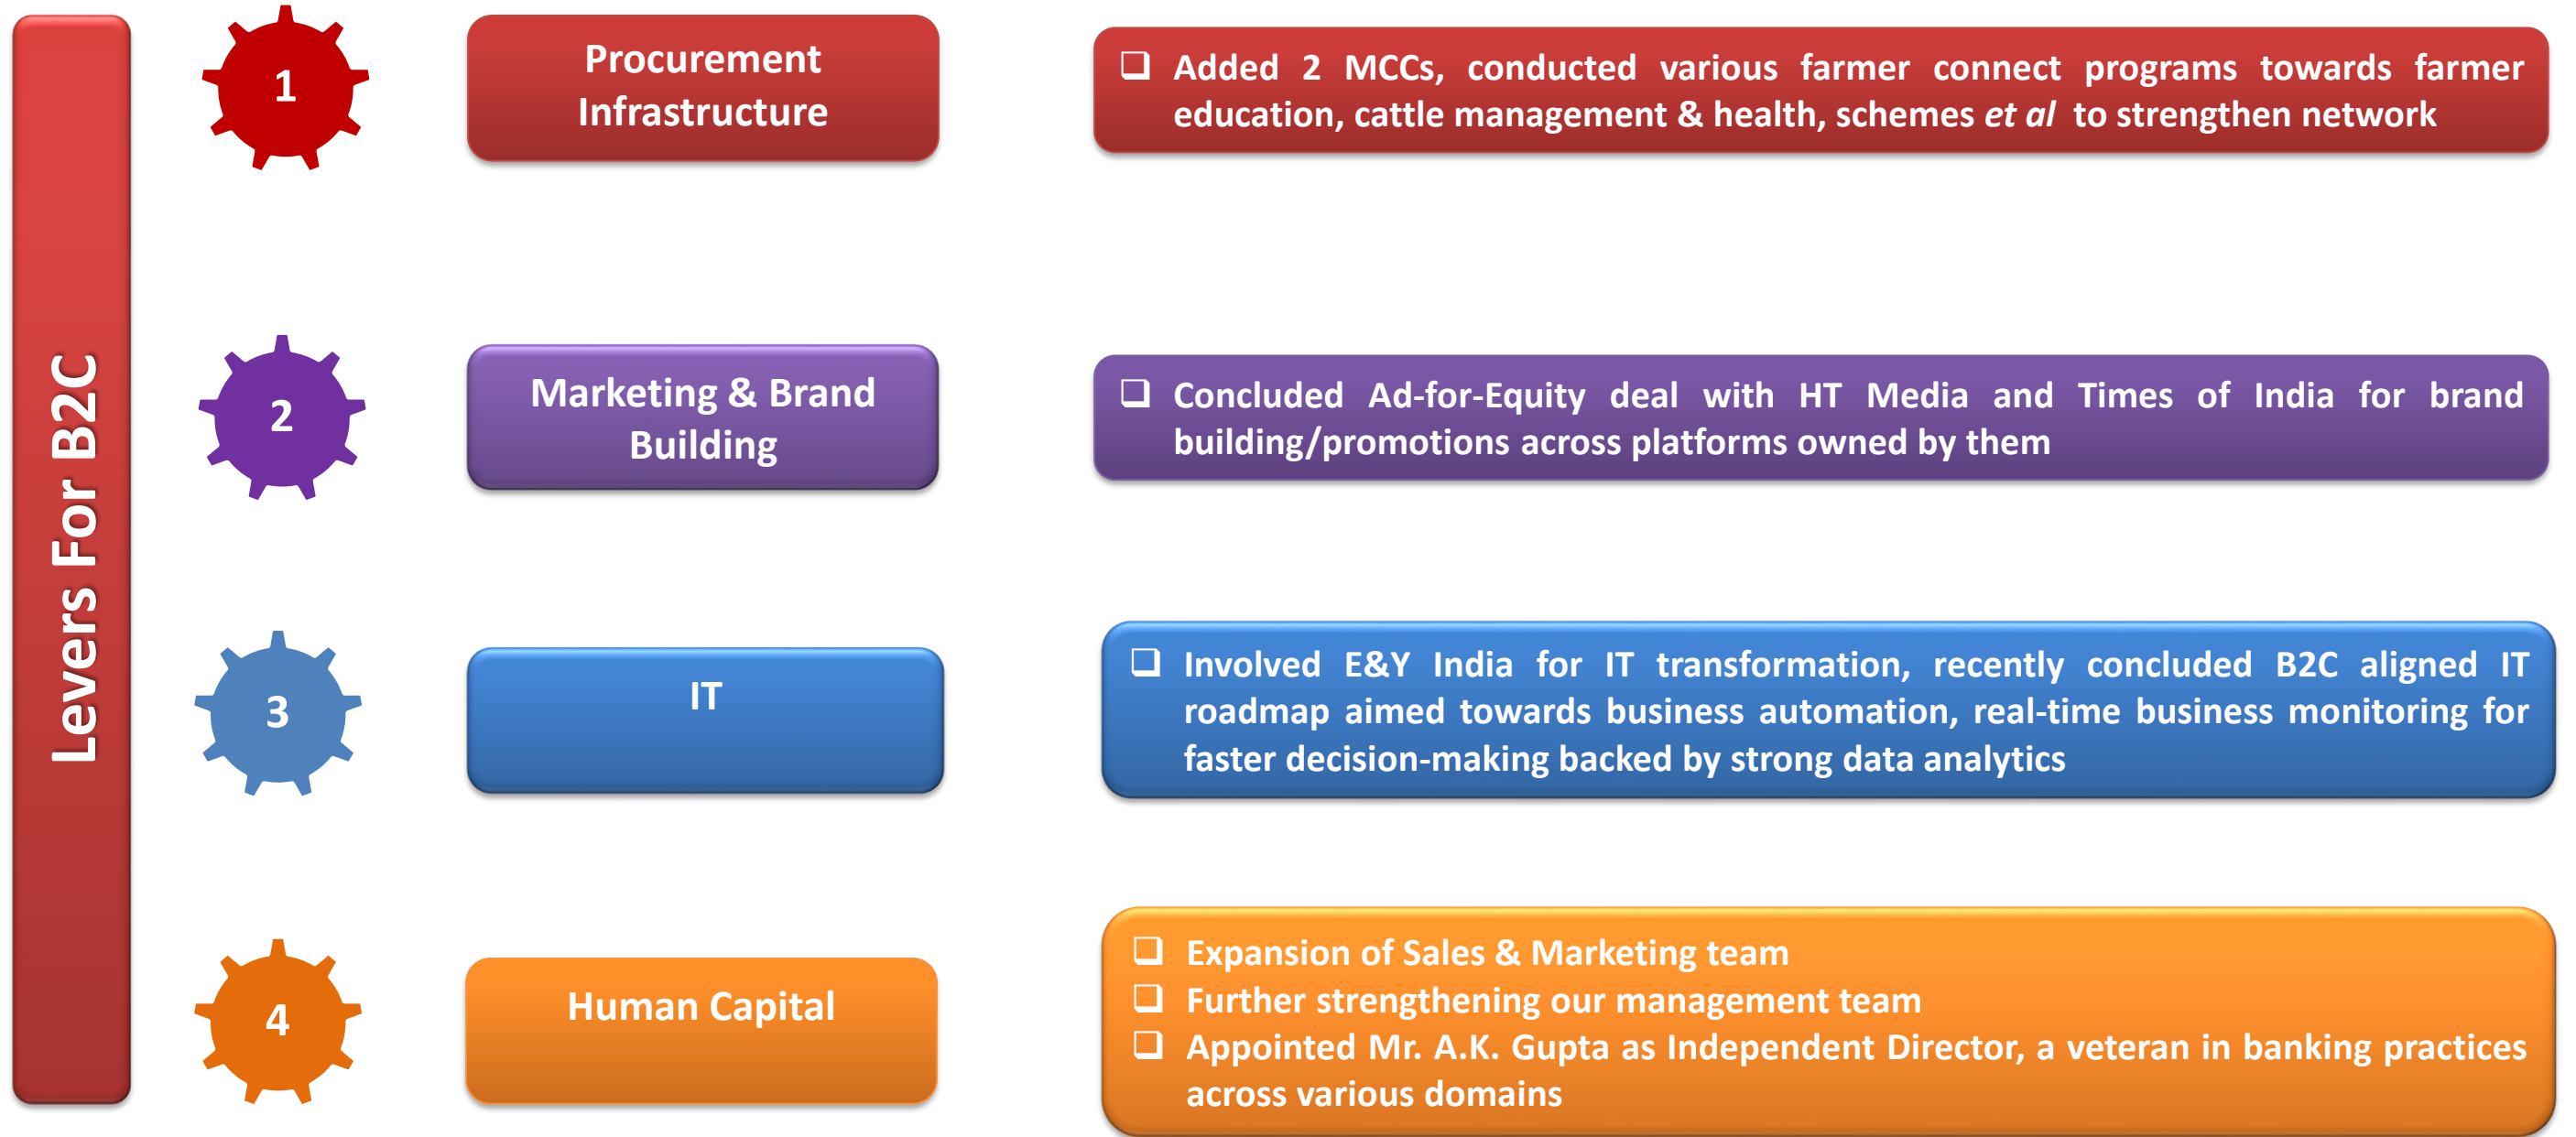 Levers For B2C
1
Procurement
Infrastructure
❑ Added 2 MCCs, conducted various farmer connect programs towards farmer
education, cattle management & health, schemes et al to strengthen network
2
Marketing & Brand
Building
❑ Concluded Ad-for-Equity deal with HT Media and Times of India for brand
building/promotions across platforms owned by them
3
IT
❑ Involved E&Y India for IT transformation, recently concluded B2C aligned IT
roadmap aimed towards business automation, real-time business monitoring for
faster decision-making backed by strong data analytics
4
Human Capital
❑ Expansion of Sales & Marketing team
❑ Further strengthening our management team
❑ Appointed Mr. A.K. Gupta as Independent Director, a veteran in banking practices
across various domains